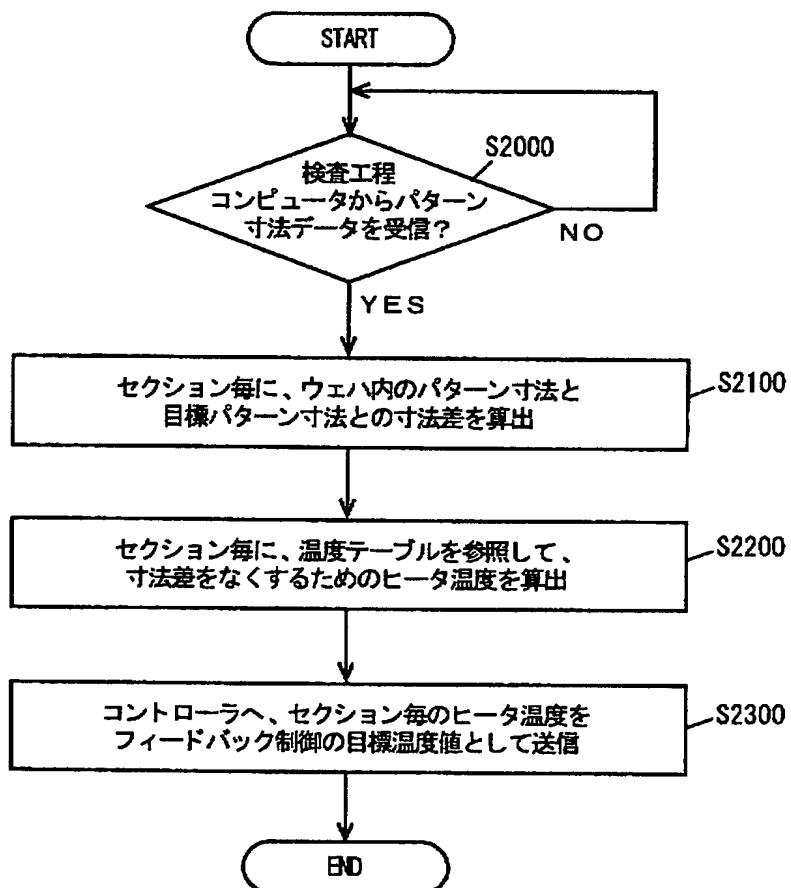 START
S2000
検査工程
コンピュータからパターン
寸法データを受信？
NO
YES
S2100
セクション毎に、ウェハ内のパターン寸法と
目標パターン寸法との寸法差を算出
S2200
セクション毎に、温度テーブルを参照して、
寸法差をなくするためのヒータ温度を算出
S2300
コントローラへ、セクション毎のヒータ温度を
フィードバック制御の目標温度値として送信
END